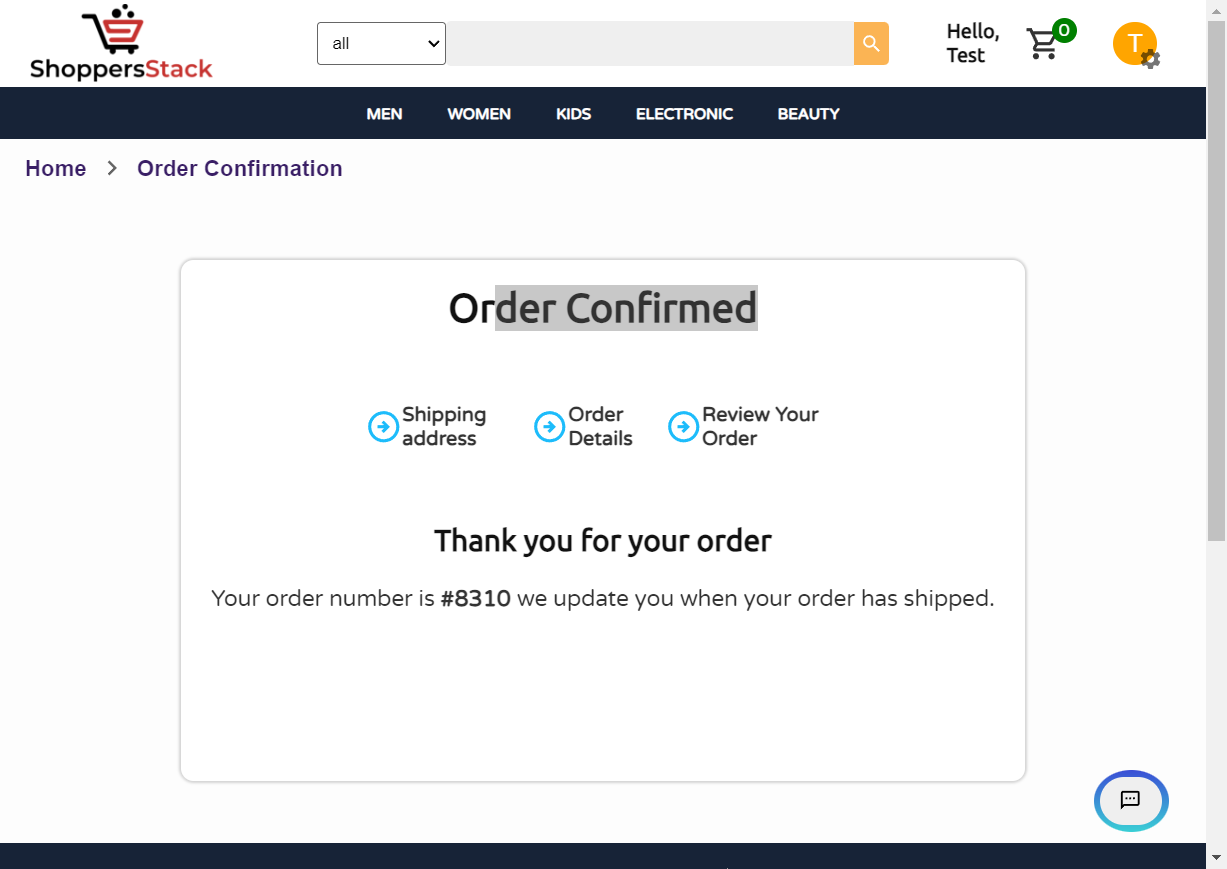 ShoppersStack
all
Hello,
Test
0
T
MEN WOMEN KIDS ELECTRONIC BEAUTY
Home > Order Confirmation
Order Confirmed
Shipping
address
Order
Details
Review Your
Order
Thank you for your order
Your order number is #8310 we update you when your order has shipped.